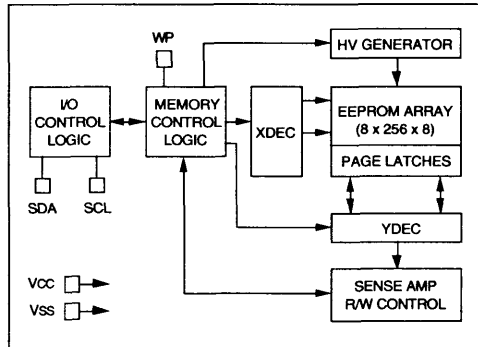 WP
HV GENERATOR
I/O
CONTROL
LOGIC
MEMORY
CONTROL
LOGIC
XDEC
EEPROM ARRAY
(8 x 256 x 8)
PAGE LATCHES
SDA
SCL
YDEC
VCC
VSS
SENSE AMP
R/W CONTROL